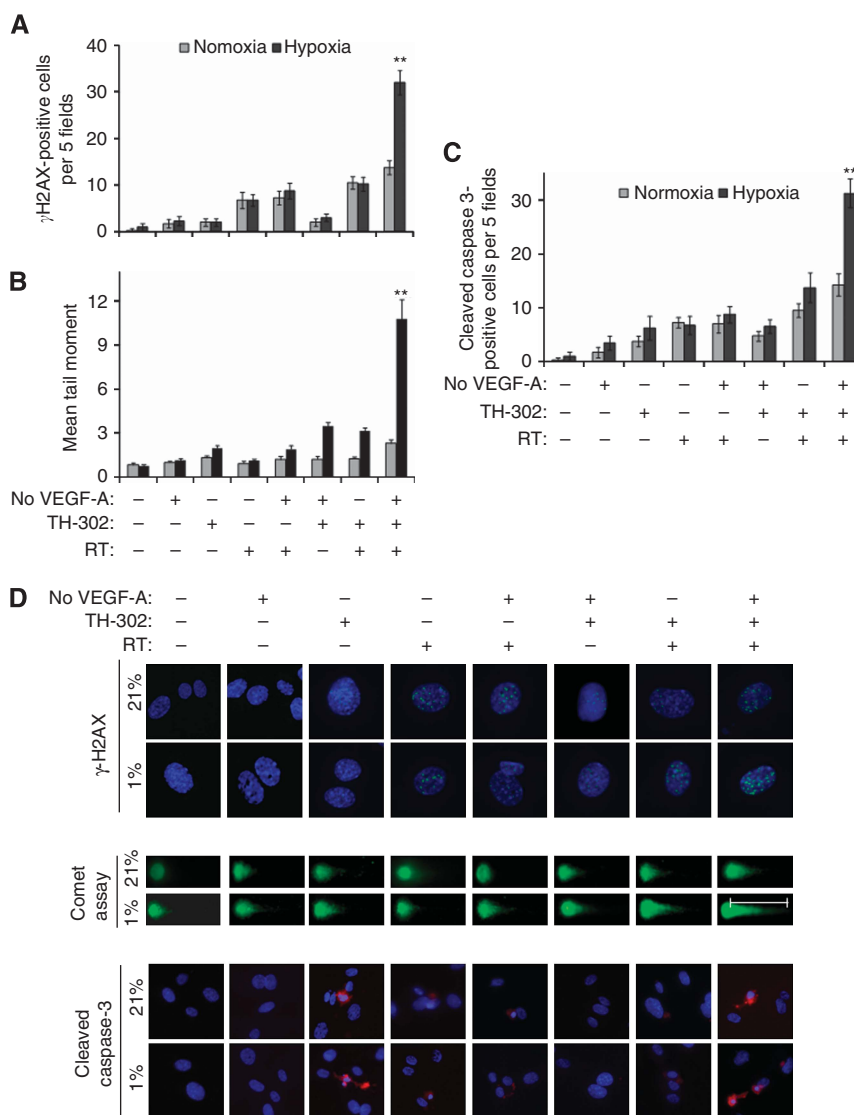 A
Nomoxia Hypoxia
γH2AX-positive cells
per 5 fields
40
30
20
10
0
**
B
Mean tail moment
12
9
6
3
0
**
No VEGF-A: – + – – + + – +
TH-302: – – + – – + + +
RT: – – – + + – + +
C
Normoxia Hypoxia
Cleaved caspase 3-
positive cells per 5 fields
30
20
10
0
**
No VEGF-A: – + – – + + – +
TH-302: – – + – – + + +
RT: – – – + + – + +
D
No VEGF-A: – + – – + + – +
TH-302: – – + – – + + +
RT: – – – + + – + +
γ-H2AX
21%
1%
Comet
assay
21%
1%
Cleaved
caspase-3
21%
1%